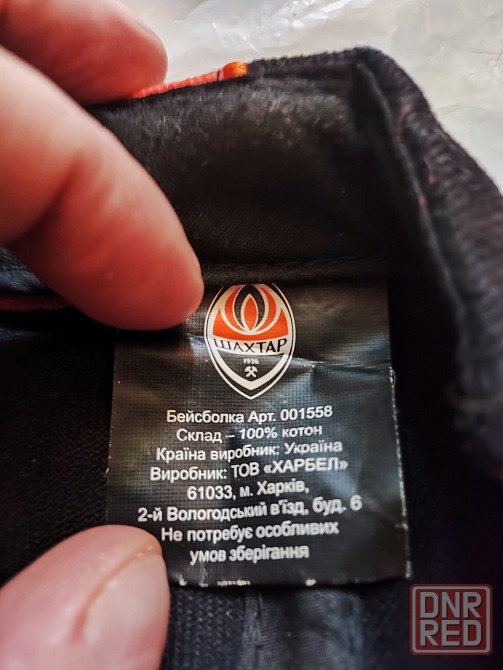 ШАХТАР
1936
Бейсболка Арт. 001558
Склад – 100% котон
Країна виробник: Україна
Виробник: ТОВ «ХАРБЕЛ»
61033, м. Харків,
2-й Вологодський в'їзд, буд. 6
Не потребує особливих
умов зберігання
DNR
RED